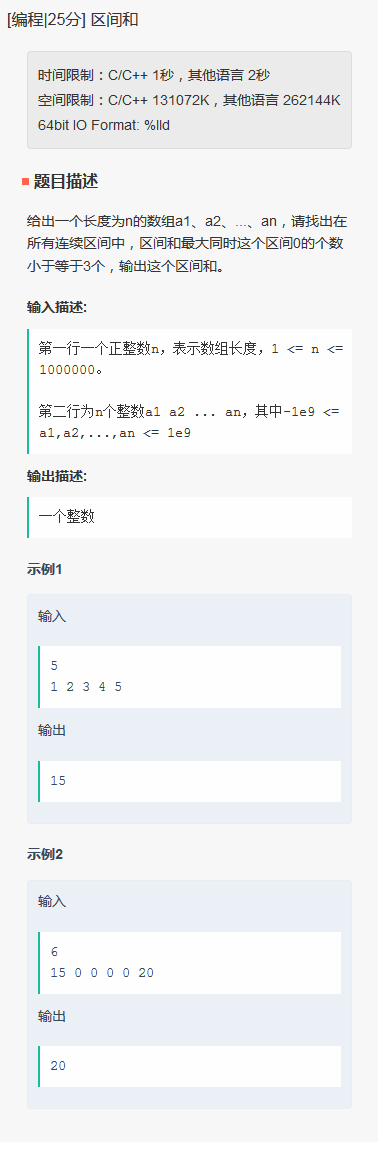 [编程|25分] 区间和
时间限制：C/C++ 1秒，其他语言 2秒
空间限制：C/C++ 131072K，其他语言 262144K
64bit IO Format: %lld
题目描述
给出一个长度为n的数组a1、a2、...、an，请找出在
所有连续区间中，区间和最大同时这个区间0的个数
小于等于3个，输出这个区间和。
输入描述:
第一行一个正整数n，表示数组长度，1 <= n <=
1000000。
第二行为n个整数a1 a2 ... an，其中-1e9 <=
a1,a2,...,an <= 1e9
输出描述:
一个整数
示例1
输入
5
1 2 3 4 5
输出
15
示例2
输入
6
15 0 0 0 0 20
输出
20